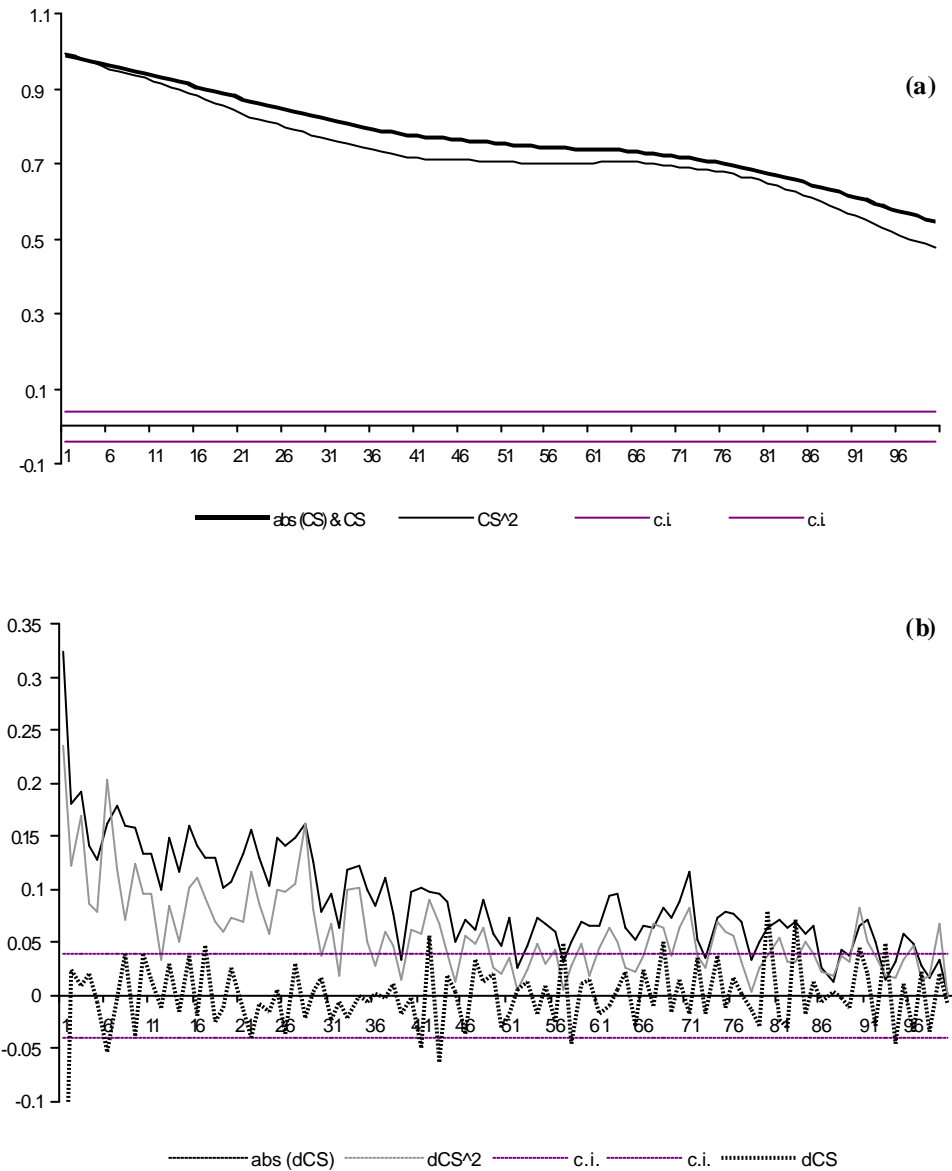 1.1
(a)
0.9
0.7
0.5
0.3
0.1
-0.1
1 6 11 16 21 26 31 36 41 46 51 56 61 66 71 76 81 86 91 96
abs (CS) & CS CS^2 c.i. c.i.
0.35
(b)
0.3
0.25
0.2
0.15
0.1
0.05
0
1 6 11 16 21 26 31 36 41 46 51 56 61 66 71 76 81 86 91 96
-0.05
-0.1
abs (dCS) dCS^2 c.i. c.i. dCS